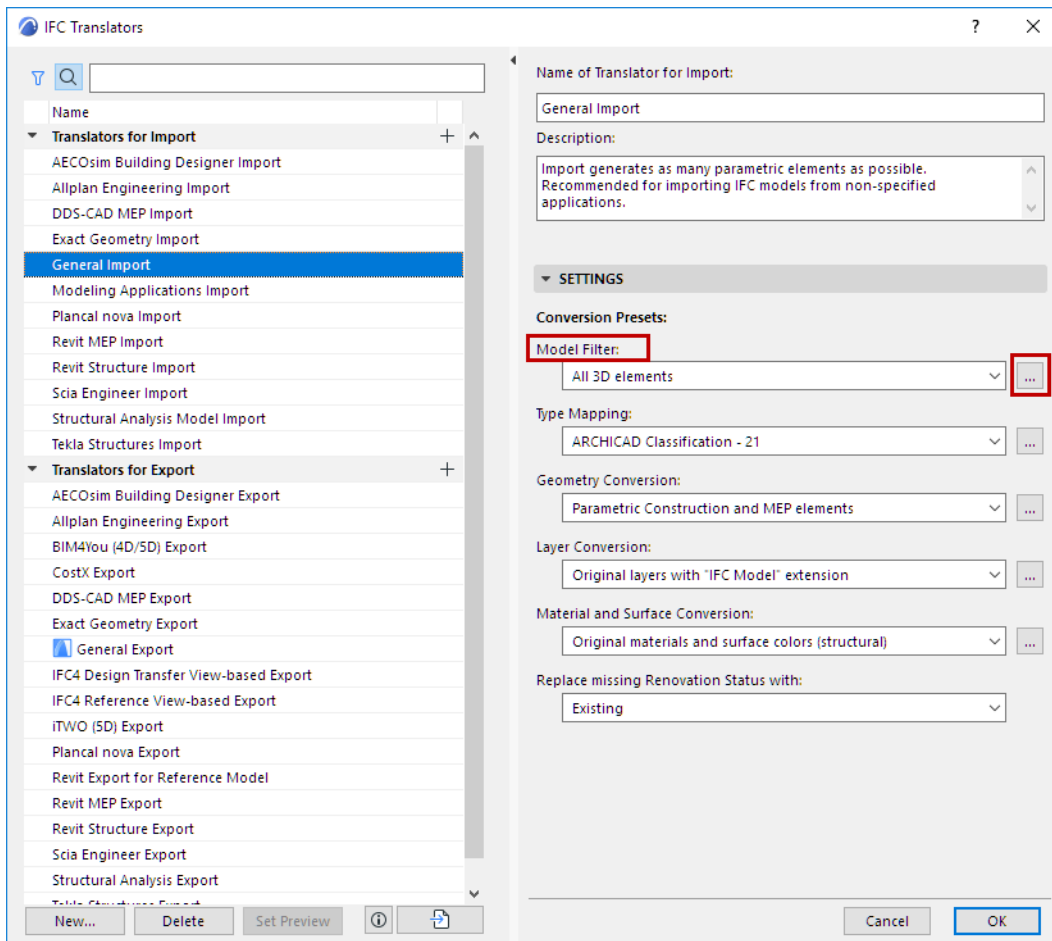 IFC Translators
?
Name
Translators for Import
AECOsim Building Designer Import
Allplan Engineering Import
DDS-CAD MEP Import
Exact Geometry Import
General Import
Modeling Applications Import
Plancal nova Import
Revit MEP Import
Revit Structure Import
Scia Engineer Import
Structural Analysis Model Import
Tekla Structures Import
Translators for Export
AECOsim Building Designer Export
Allplan Engineering Export
BIM4You (4D/5D) Export
CostX Export
DDS-CAD MEP Export
Exact Geometry Export
General Export
IFC4 Design Transfer View-based Export
IFC4 Reference View-based Export
iTWO (5D) Export
Plancal nova Export
Revit Export for Reference Model
Revit MEP Export
Revit Structure Export
Scia Engineer Export
Structural Analysis Export
Tekla Structures Export
New...
Delete
Set Preview
Name of Translator for Import:
General Import
Description:
Import generates as many parametric elements as possible.
Recommended for importing IFC models from non-specified
applications.
SETTINGS
Conversion Presets:
Model Filter:
All 3D elements
...
Type Mapping:
ARCHICAD Classification - 21
...
Geometry Conversion:
Parametric Construction and MEP elements
...
Layer Conversion:
Original layers with "IFC Model" extension
...
Material and Surface Conversion:
Original materials and surface colors (structural)
...
Replace missing Renovation Status with:
Existing
Cancel
OK